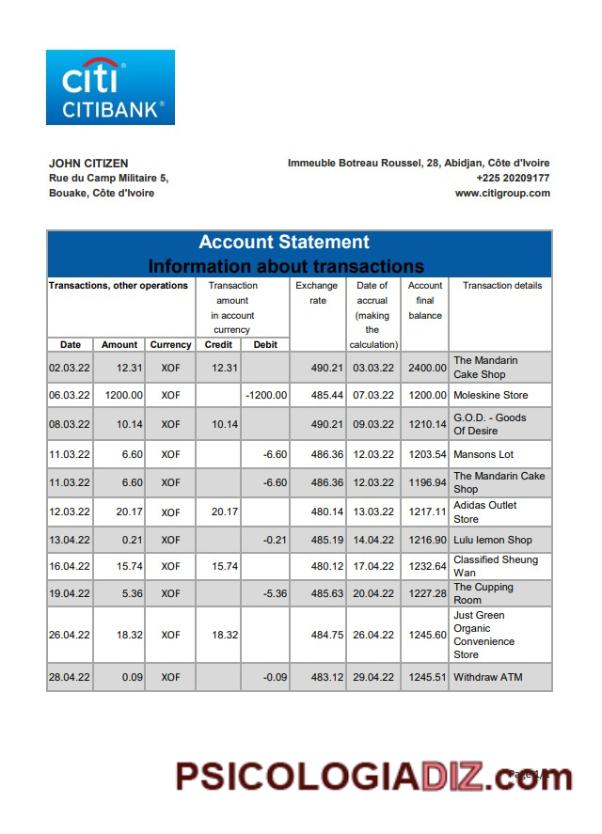 citi
CITIBANK®
JOHN CITIZEN
Rue du Camp Militaire 5,
Bouake, Côte d'Ivoire
Immeuble Botreau Roussel, 28, Abidjan, Côte d'Ivoire
+225 20209177
www.citigroup.com
Account Statement
Information about transactions
Transactions, other operations
Transaction amount in account currency
Exchange rate
Date of accrual (making the calculation)
Account final balance
Transaction details
Date Amount Currency Credit Debit
02.03.22 12.31 XOF 12.31 490.21 03.03.22 2400.00 The Mandarin Cake Shop
06.03.22 1200.00 XOF -1200.00 485.44 07.03.22 1200.00 Moleskine Store
08.03.22 10.14 XOF 10.14 490.21 09.03.22 1210.14 G.O.D. - Goods Of Desire
11.03.22 6.60 XOF -6.60 486.36 12.03.22 1203.54 Mansons Lot
11.03.22 6.60 XOF -6.60 486.36 12.03.22 1196.94 The Mandarin Cake Shop
12.03.22 20.17 XOF 20.17 480.14 13.03.22 1217.11 Adidas Outlet Store
13.04.22 0.21 XOF -0.21 485.19 14.04.22 1216.90 Lulu lemon Shop
16.04.22 15.74 XOF 15.74 480.12 17.04.22 1232.64 Classified Sheung Wan
19.04.22 5.36 XOF -5.36 485.63 20.04.22 1227.28 The Cupping Room
26.04.22 18.32 XOF 18.32 484.75 26.04.22 1245.60 Just Green Organic Convenience Store
28.04.22 0.09 XOF -0.09 483.12 29.04.22 1245.51 Withdraw ATM
PSICOLOGIADIZ.com